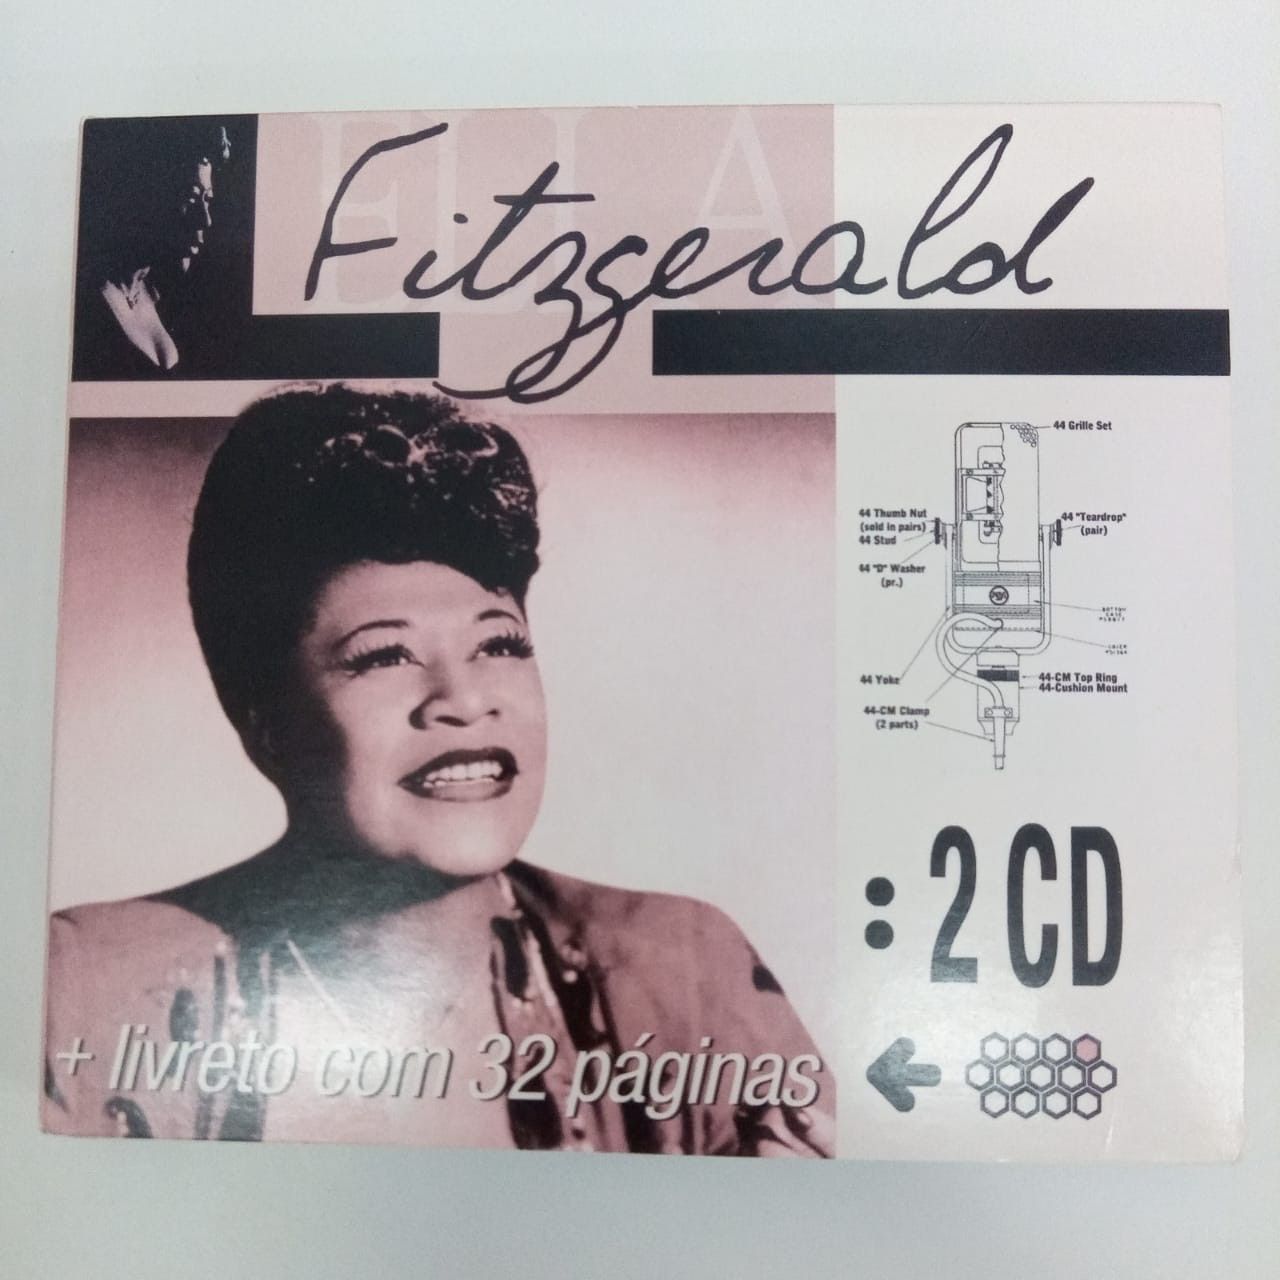 ELLA
Fitzgerald
44 Grille Set
44 Thumb Nut
(sold in pairs)
44 Stud
44 "Teardrop"
(pair)
44 "D" Washer
(pr.)
BOTTOM
CASE
44 Yoke
44-CM Top Ring
44-Cushion Mount
44-CM Clamp
(2 parts)
: 2 CD
+ livreto com 32 páginas